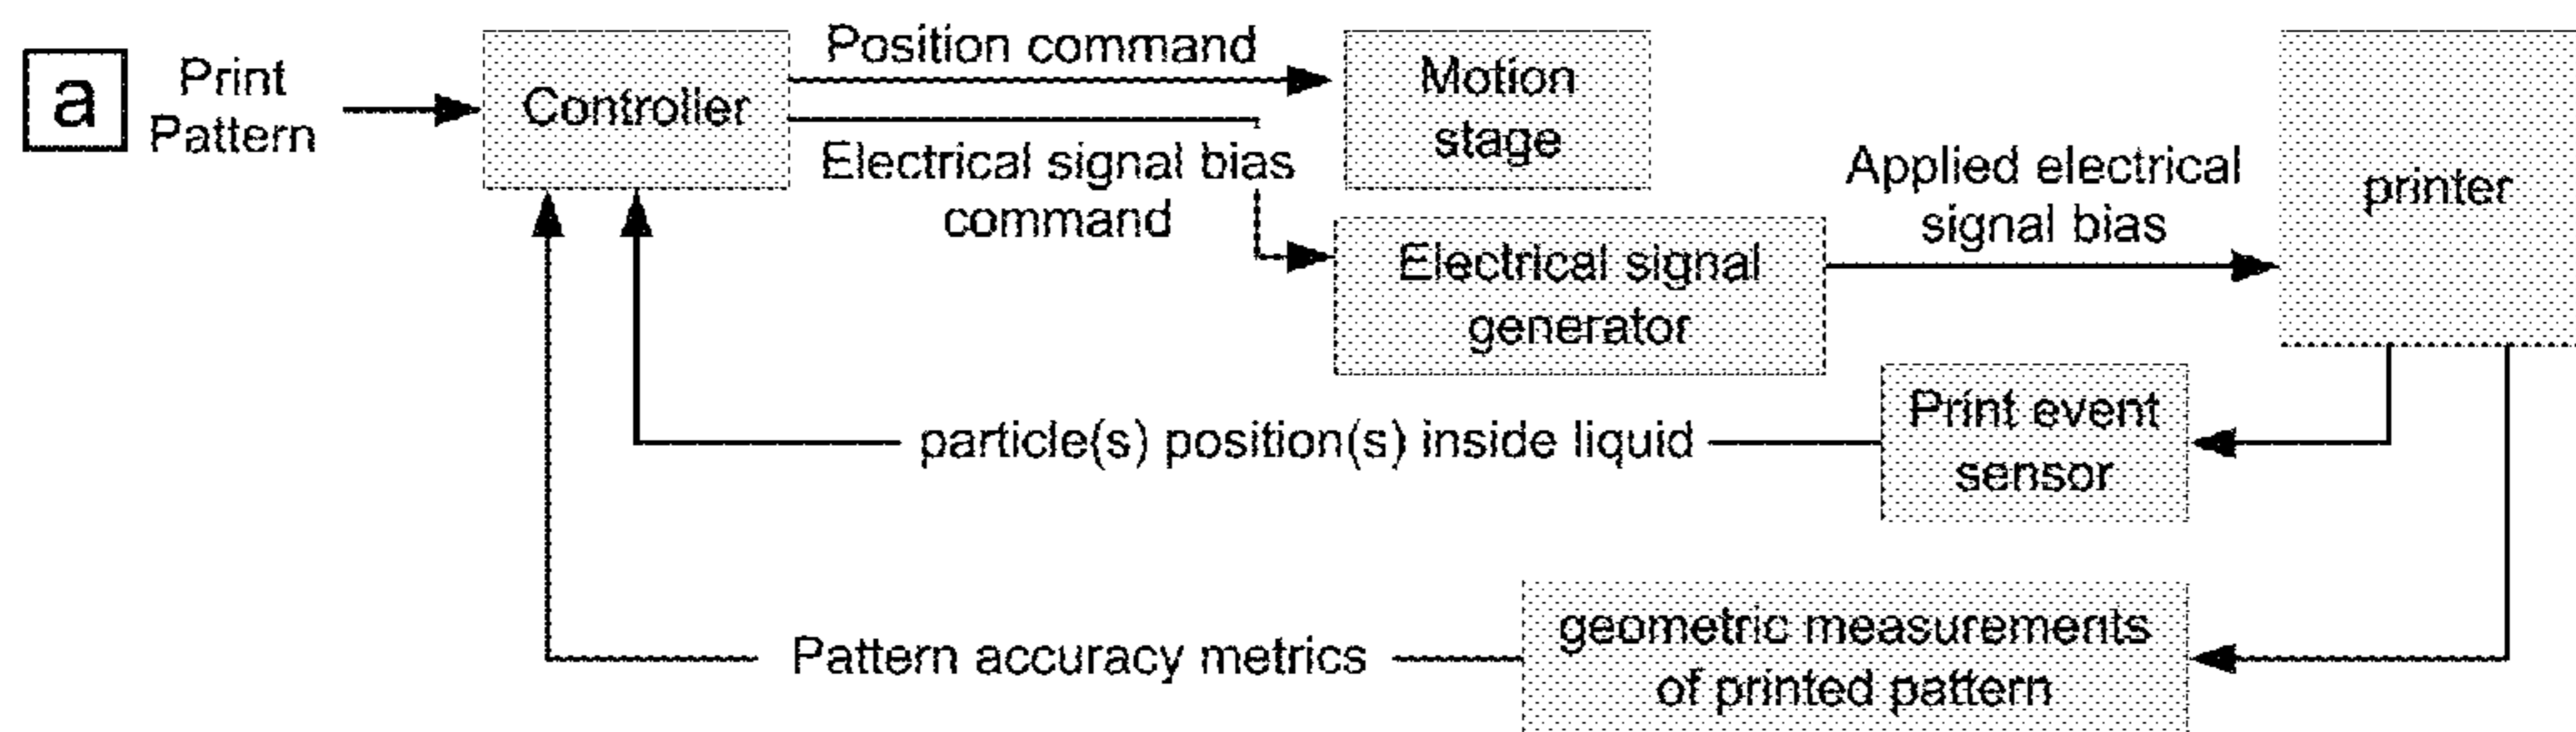 a
Print
Pattern
Controller
Position command
Electrical signal bias
command
Motion
stage
Electrical signal
generator
Applied electrical
signal bias
printer
Print event
sensor
particle(s) position(s) inside liquid
geometric measurements
of printed pattern
Pattern accuracy metrics